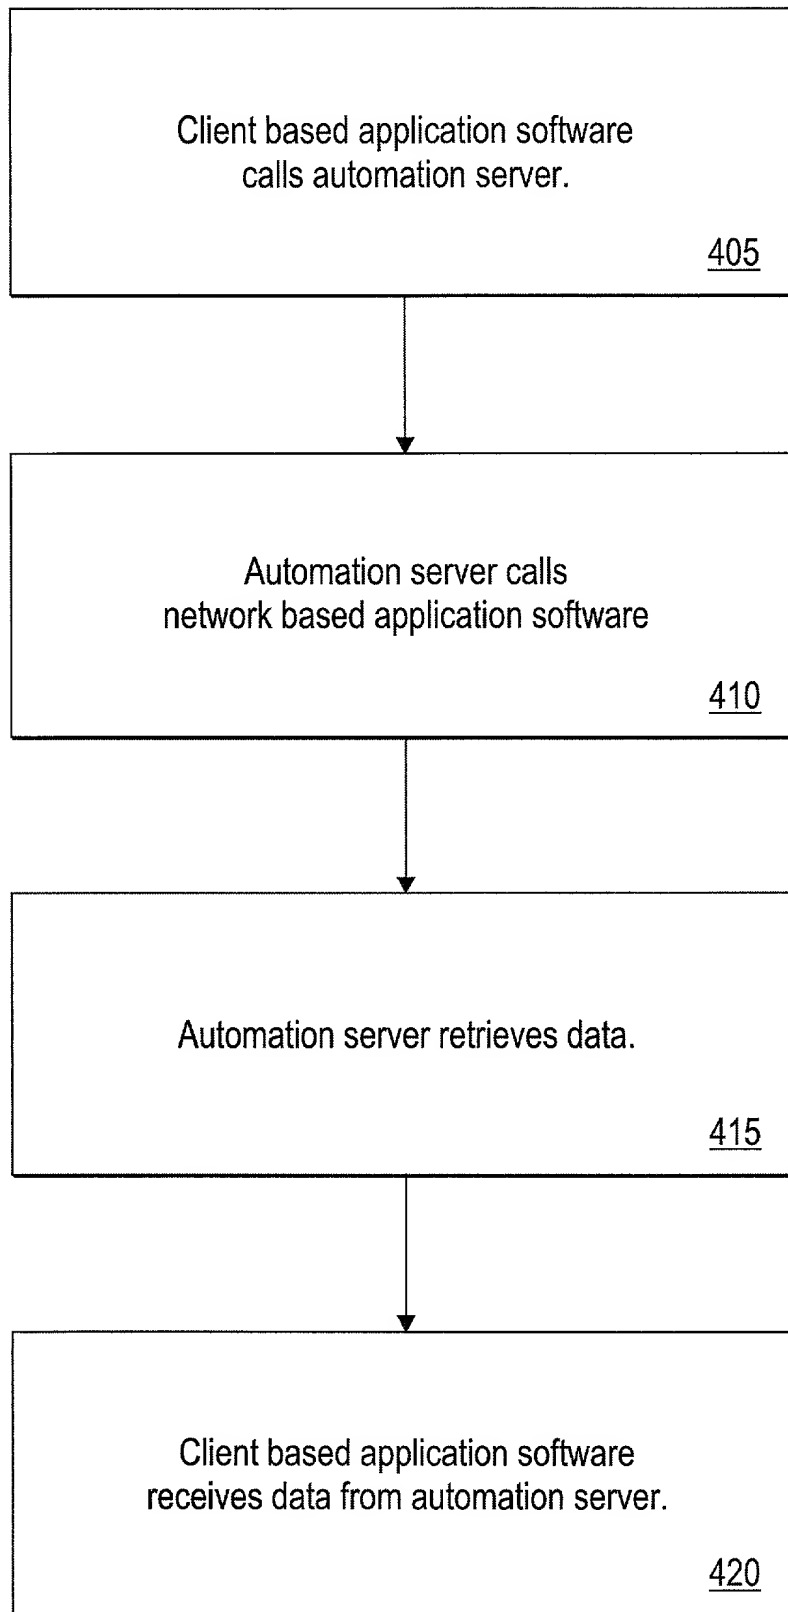 Client based application software
calls automation server.
405
Automation server calls
network based application software
410
Automation server retrieves data.
415
Client based application software
receives data from automation server.
420